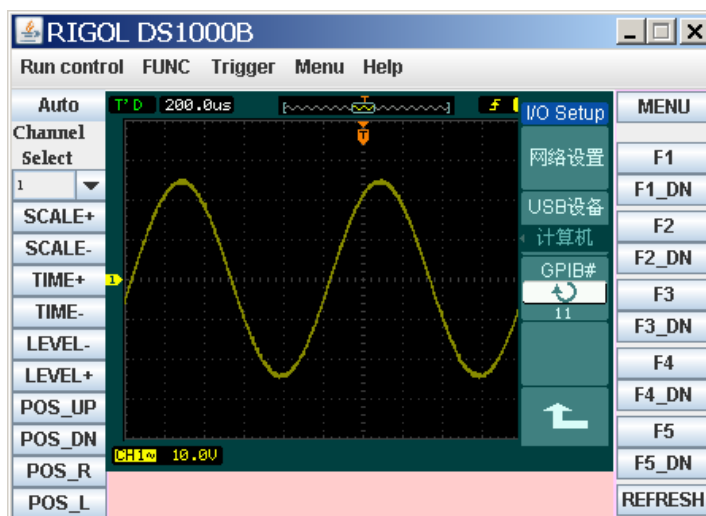 RIGOL DS1000B
Run control FUNC Trigger Menu Help
Auto
Channel
Select
1
SCALE+
SCALE-
TIME+
TIME-
LEVEL-
LEVEL+
POS_UP
POS_DN
POS_R
POS_L
T'D 200.0us
T
T
1
CH1~ 10.0V
I/O Setup
网络设置
USB设备
计算机
GPIB#
11
MENU
F1
F1_DN
F2
F2_DN
F3
F3_DN
F4
F4_DN
F5
F5_DN
REFRESH